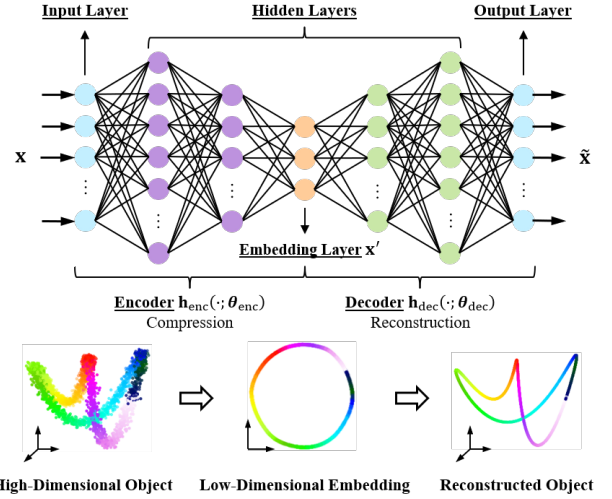 Input Layer Hidden Layers Output Layer
x x̃
Embedding Layer x′
Encoder h_enc(·; θ_enc) Decoder h_dec(·; θ_dec)
Compression Reconstruction
High-Dimensional Object Low-Dimensional Embedding Reconstructed Object